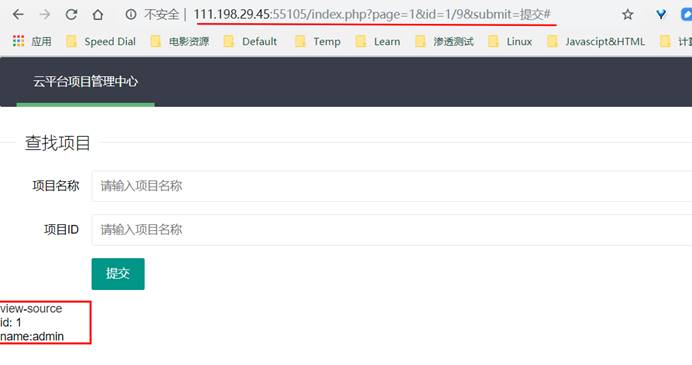 不安全 | 111.198.29.45:55105/index.php?page=1&id=1/9&submit=提交#
应用 Speed Dial 电影资源 Default Temp Learn 渗透测试 Linux Javascipt&HTML
云平台项目管理中心
查找项目
项目名称 请输入项目名称
项目ID 请输入项目名称
提交
view-source
id: 1
name:admin